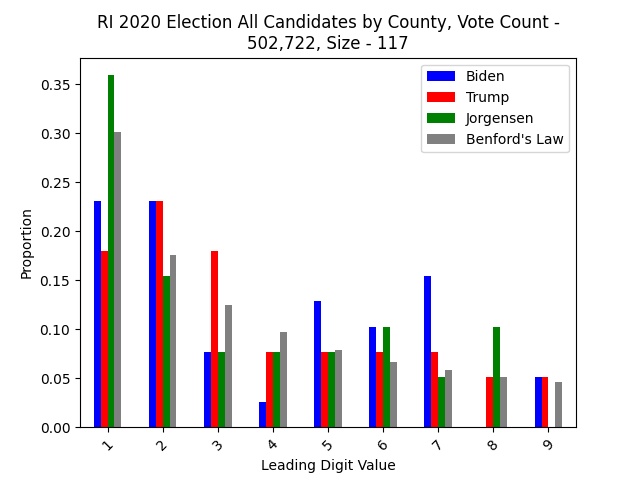 RI 2020 Election All Candidates by County, Vote Count -
502,722, Size - 117
Biden
Trump
Jorgensen
Benford's Law
Proportion
0.35
0.30
0.25
0.20
0.15
0.10
0.05
0.00
1 2 3 4 5 6 7 8 9
Leading Digit Value